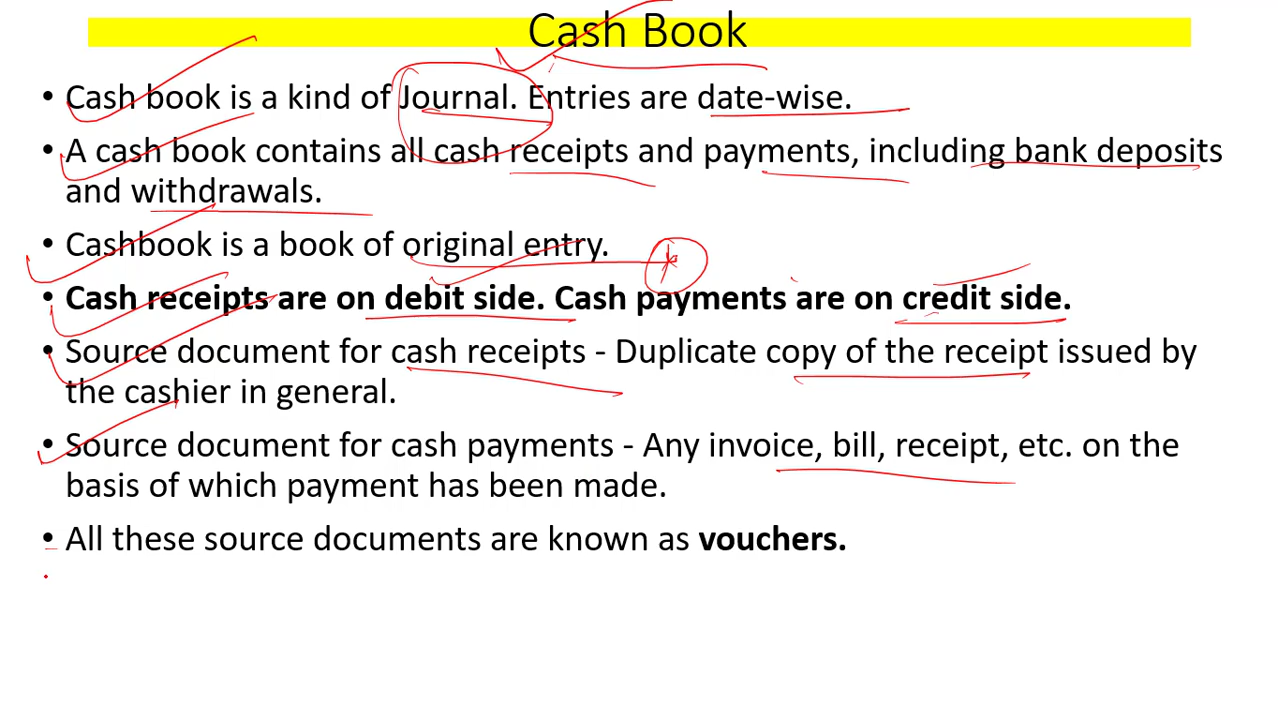 Cash Book
• Cash book is a kind of Journal. Entries are date-wise.
• A cash book contains all cash receipts and payments, including bank deposits
and withdrawals.
• Cashbook is a book of original entry.
• Cash receipts are on debit side. Cash payments are on credit side.
• Source document for cash receipts - Duplicate copy of the receipt issued by
the cashier in general.
• Source document for cash payments - Any invoice, bill, receipt, etc. on the
basis of which payment has been made.
• All these source documents are known as vouchers.